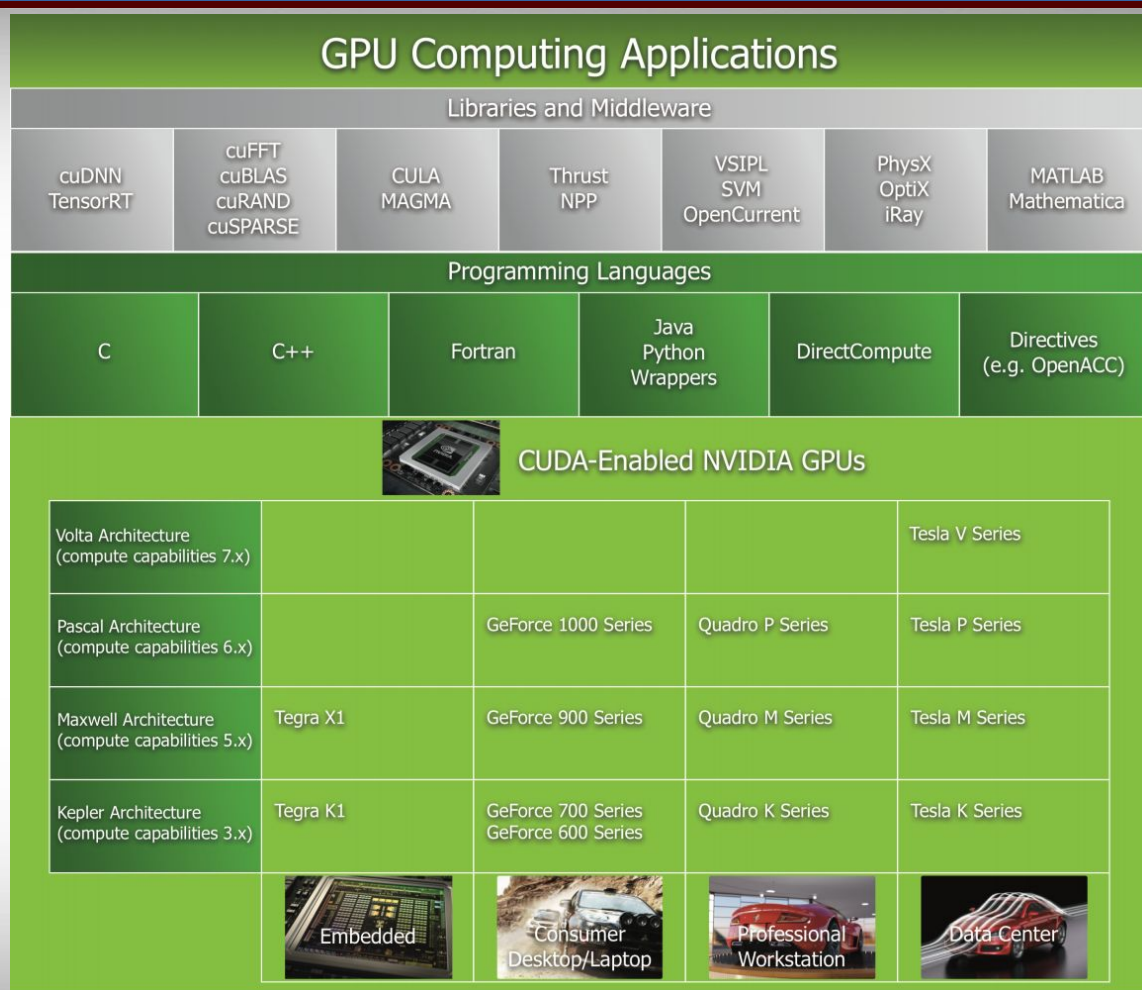 GPU Computing Applications
Libraries and Middleware
cuDNN
TensorRT
cuFFT
cuBLAS
cuRAND
cuSPARSE
CULA
MAGMA
Thrust
NPP
VSIPL
SVM
OpenCurrent
PhysX
OptiX
iRay
MATLAB
Mathematica
Programming Languages
C
C++
Fortran
Java
Python
Wrappers
DirectCompute
Directives
(e.g. OpenACC)
CUDA-Enabled NVIDIA GPUs
Volta Architecture
(compute capabilities 7.x)
Tesla V Series
Pascal Architecture
(compute capabilities 6.x)
GeForce 1000 Series
Quadro P Series
Tesla P Series
Maxwell Architecture
(compute capabilities 5.x)
Tegra X1
GeForce 900 Series
Quadro M Series
Tesla M Series
Kepler Architecture
(compute capabilities 3.x)
Tegra K1
GeForce 700 Series
GeForce 600 Series
Quadro K Series
Tesla K Series
Embedded
Consumer
Desktop/Laptop
Professional
Workstation
Data Center